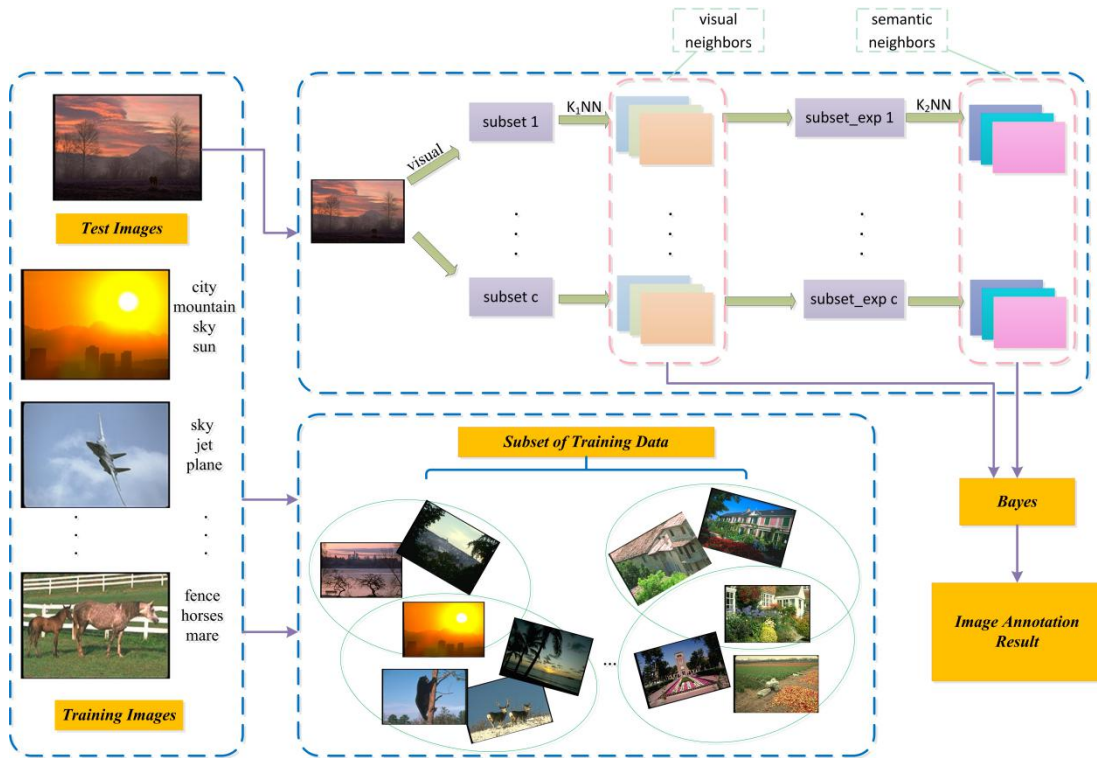 visual
neighbors
semantic
neighbors
Test Images
city
mountain
sky
sun
sky
jet
plane
.
.
.
.
.
.
fence
horses
mare
Training Images
visual
subset 1
K₁NN
subset_exp 1
K₂NN
.
.
.
.
.
.
.
.
.
.
.
.
subset c
subset_exp c
Subset of Training Data
...
Bayes
Image Annotation
Result